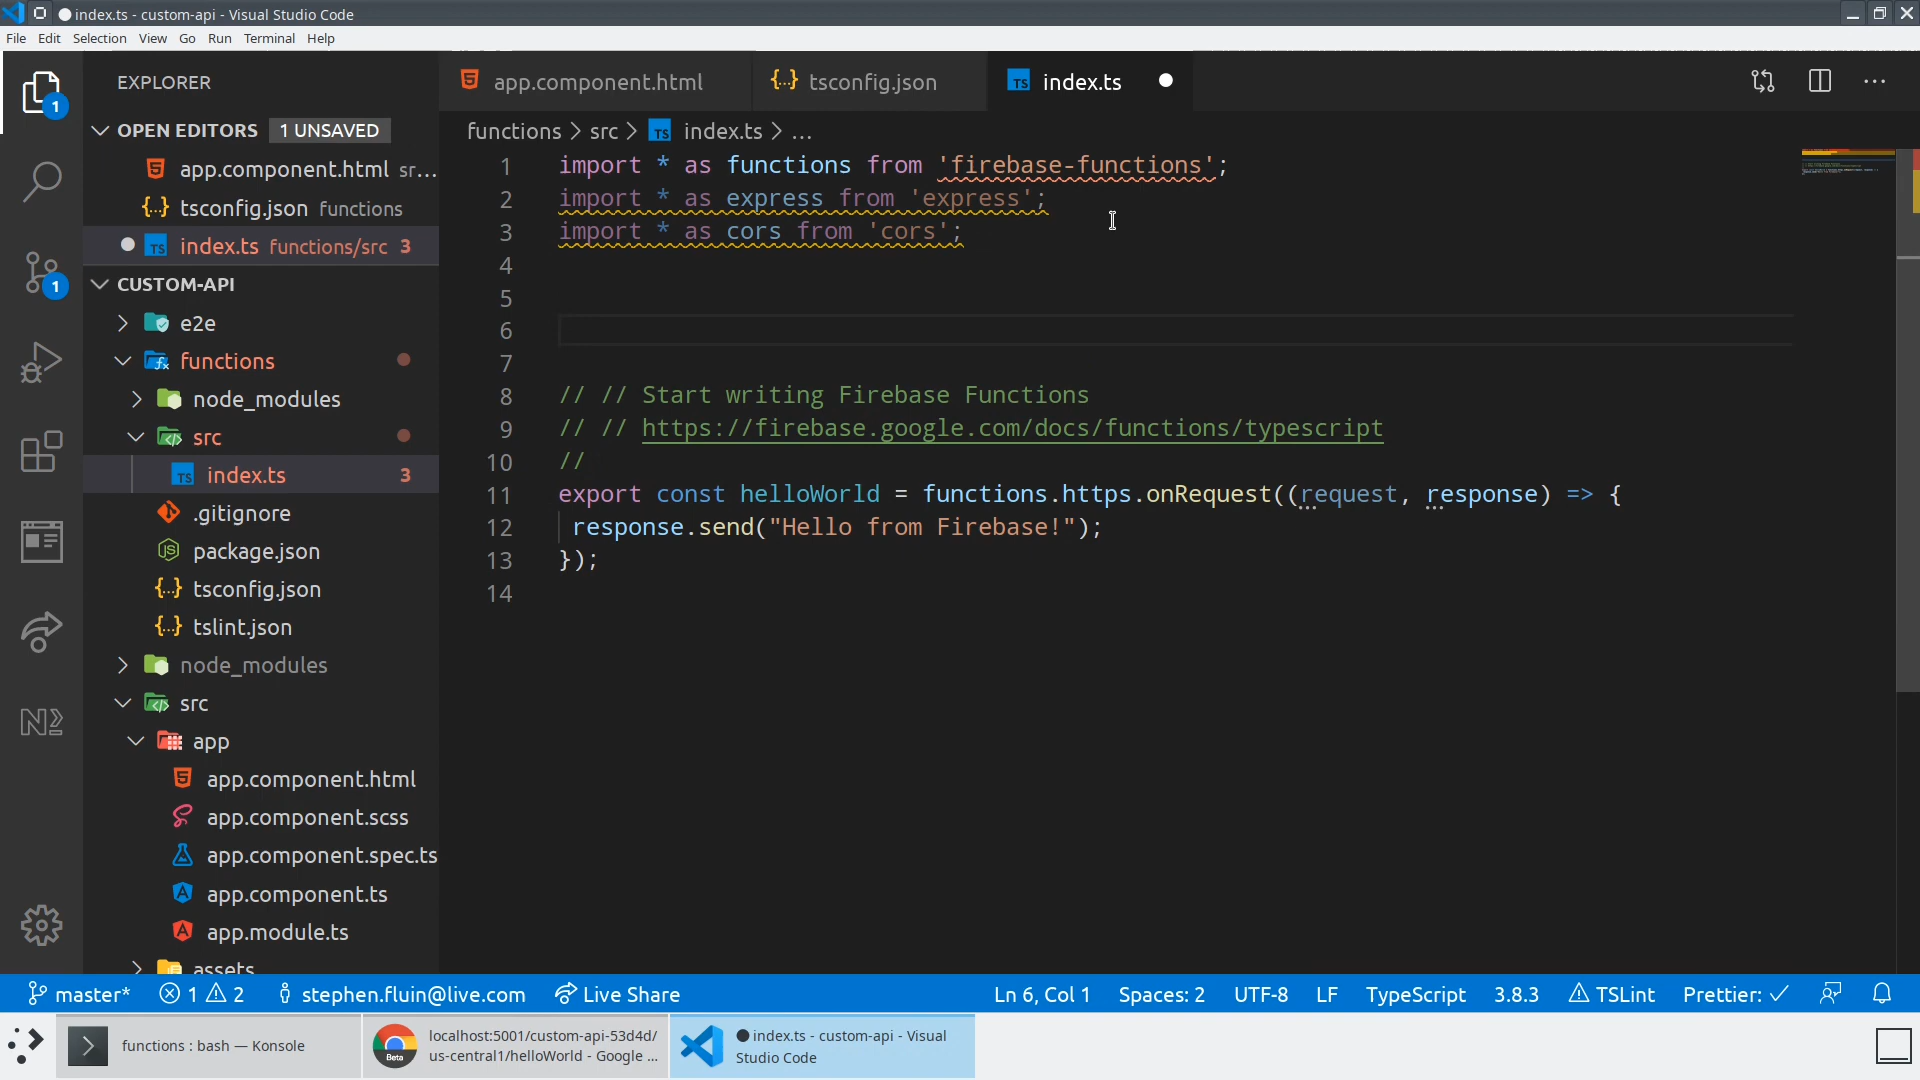 index.ts - custom-api - Visual Studio Code
File Edit Selection View Go Run Terminal Help
EXPLORER
OPEN EDITORS 1 UNSAVED
app.component.html sr...
tsconfig.json functions
index.ts functions/src 3
CUSTOM-API
e2e
functions
node_modules
src
index.ts 3
.gitignore
package.json
tsconfig.json
tslint.json
node_modules
src
app
app.component.html
app.component.scss
app.component.spec.ts
app.component.ts
app.module.ts
assets
1
1
app.component.html tsconfig.json TS index.ts
functions > src > TS index.ts > ...
1 import * as functions from 'firebase-functions';
2 import * as express from 'express';
3 import * as cors from 'cors';
4
5
6
7
8 // // Start writing Firebase Functions
9 // // https://firebase.google.com/docs/functions/typescript
10 //
11 export const helloWorld = functions.https.onRequest((request, response) => {
12 response.send("Hello from Firebase!");
13 });
14
master* 1 2 stephen.fluin@live.com Live Share Ln 6, Col 1 Spaces: 2 UTF-8 LF TypeScript 3.8.3 TSLint Prettier: ✓
functions : bash — Konsole
Beta
localhost:5001/custom-api-53d4d/
us-central1/helloWorld - Google ...
index.ts - custom-api - Visual
Studio Code